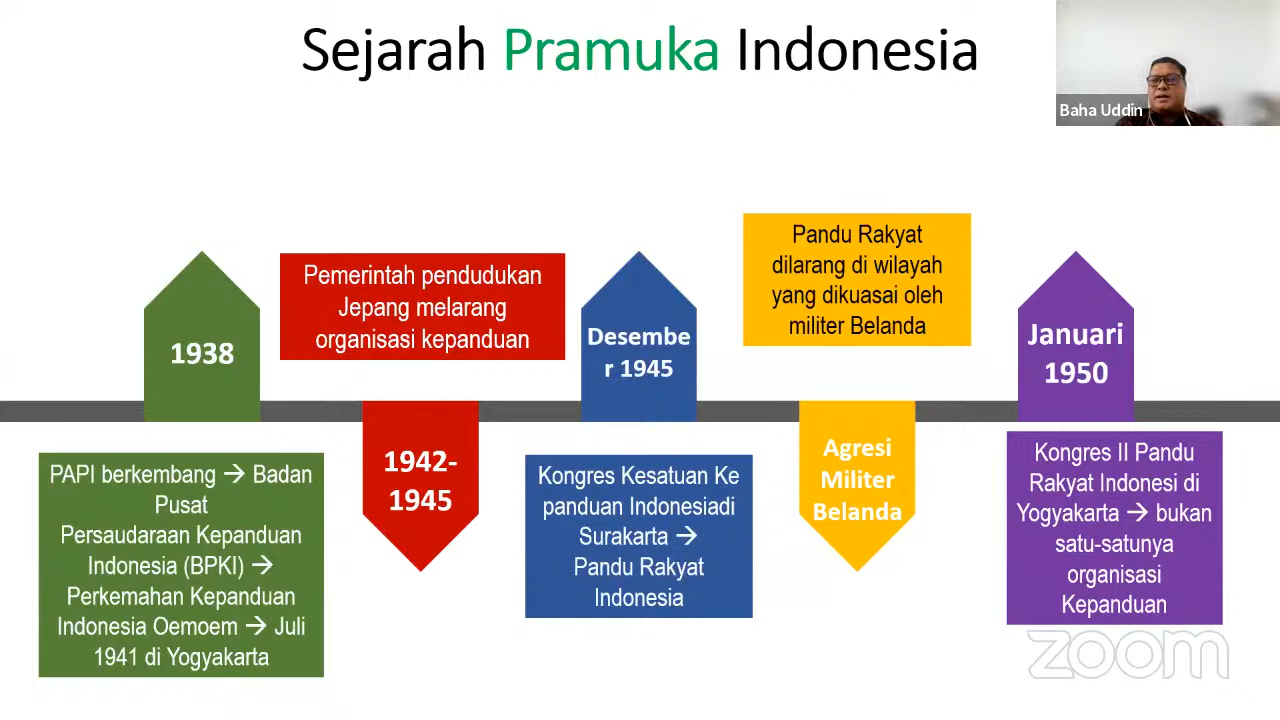 Sejarah Pramuka Indonesia
Baha Uddin
1938
PAPI berkembang → Badan
Pusat
Persaudaraan Kepanduan
Indonesia (BPKI) →
Perkemahan Kepanduan
Indonesia Oemoem → Juli
1941 di Yogyakarta
Pemerintah pendudukan
Jepang melarang
organisasi kepanduan
1942-
1945
Desembe
r 1945
Kongres Kesatuan Ke
panduan Indonesiadi
Surakarta →
Pandu Rakyat
Indonesia
Pandu Rakyat
dilarang di wilayah
yang dikuasai oleh
militer Belanda
Agresi
Militer
Belanda
Januari
1950
Kongres II Pandu
Rakyat Indonesi di
Yogyakarta → bukan
satu-satunya
organisasi
Kepanduan
zoom